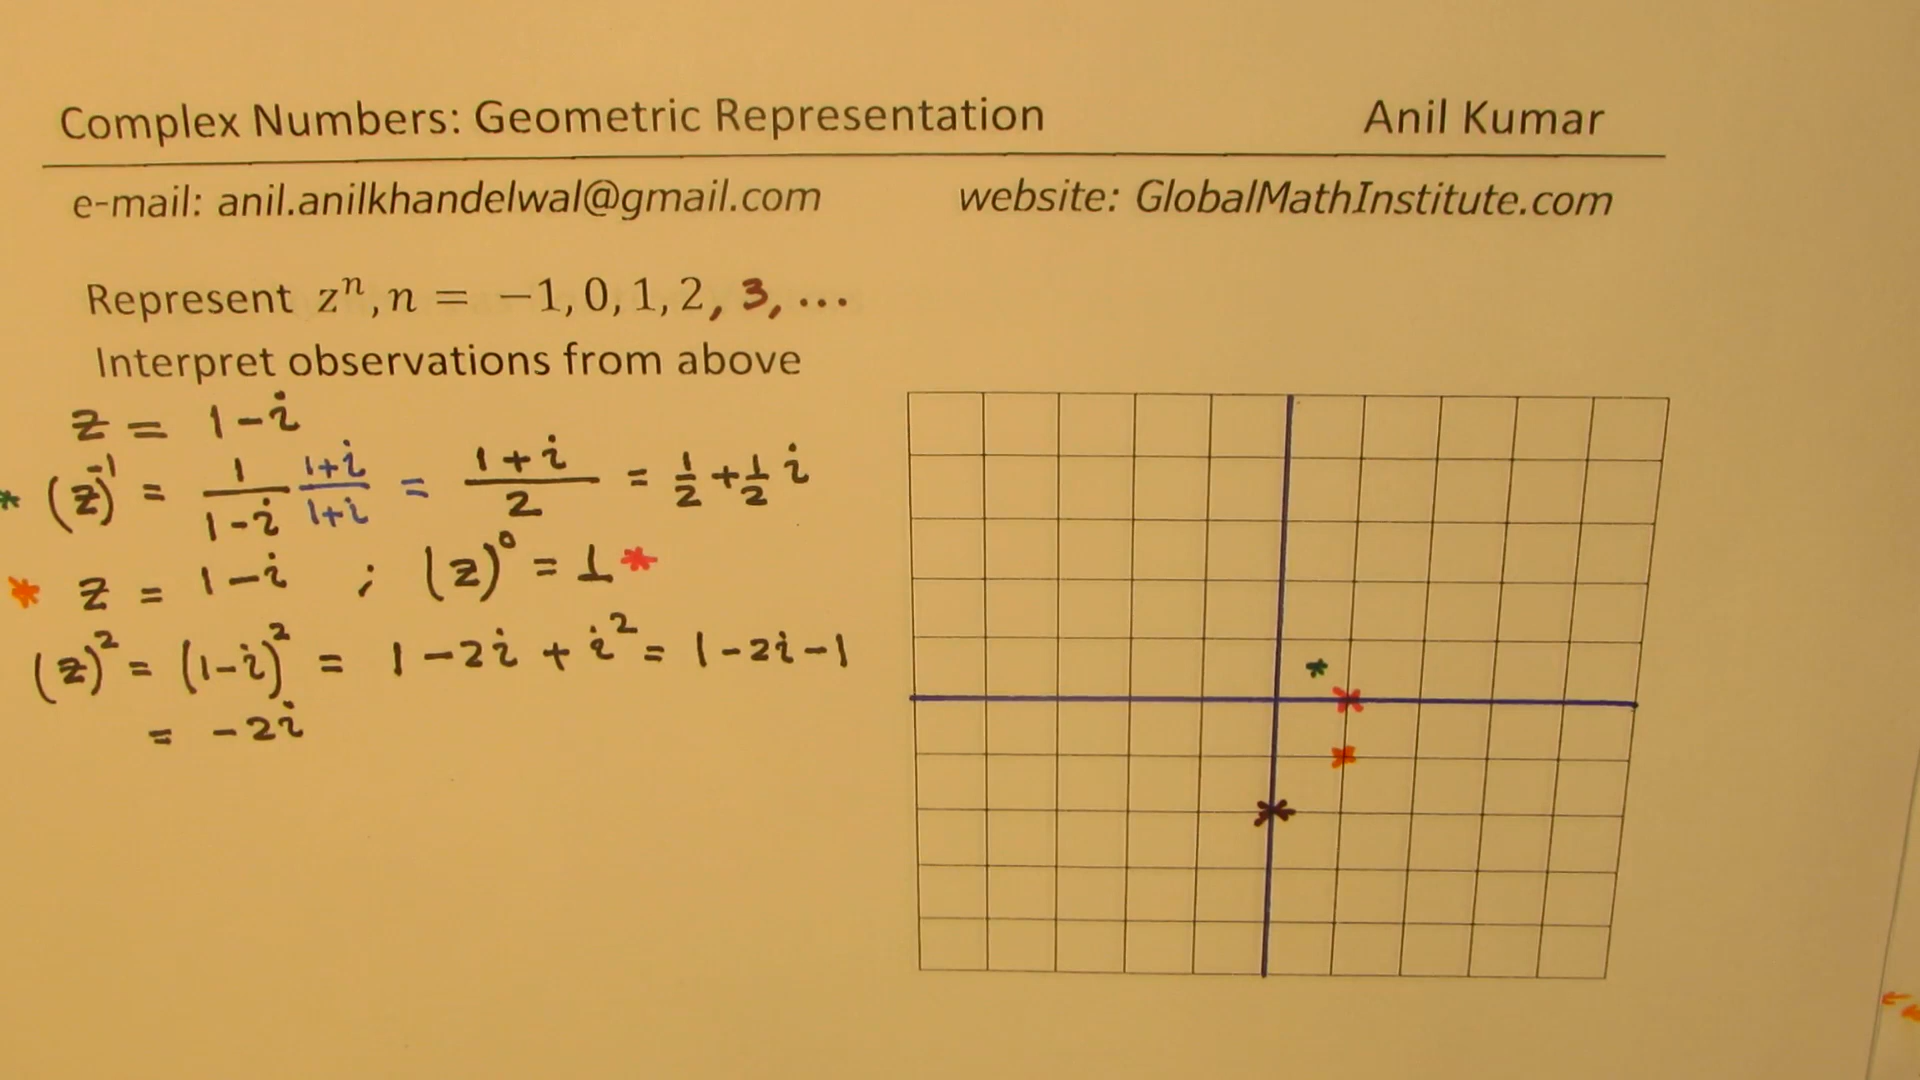 Complex Numbers: Geometric Representation Anil Kumar
e-mail: anil.anilkhandelwal@gmail.com website: GlobalMathInstitute.com
Represent zⁿ, n = −1, 0, 1, 2, 3, ...
Interpret observations from above
z = 1 - i
* (z)⁻¹ = 1/(1-i) (1+i)/(1+i) = (1+i)/2 = 1/2 + 1/2 i
* z = 1 - i ; (z)⁰ = 1 *
(z)² = (1-i)² = 1 - 2i + i² = 1 - 2i - 1
= -2i